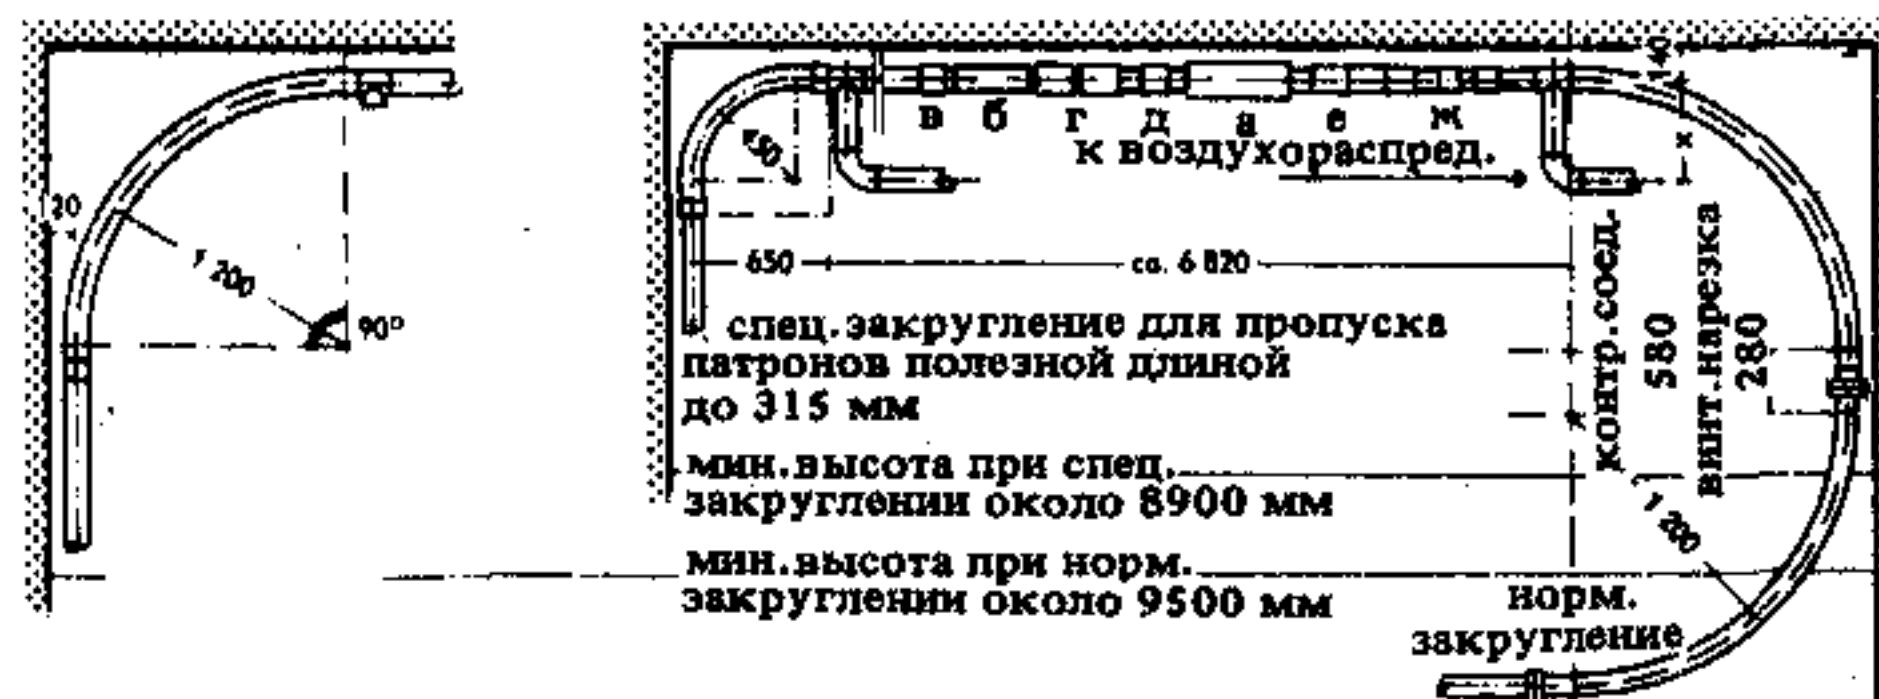 140
в б г д а е ж
к воздухораспред.
x
20
r 200
90°
650
ca. 6 820
спец.закругление для пропуска
патронов полезной длиной
до 315 мм
контр.соед.
580
винт.нарезка
280
мин.высота при спец.
закруглении около 8900 мм
r 200
мин.высота при норм.
закруглении около 9500 мм
норм.
закругление